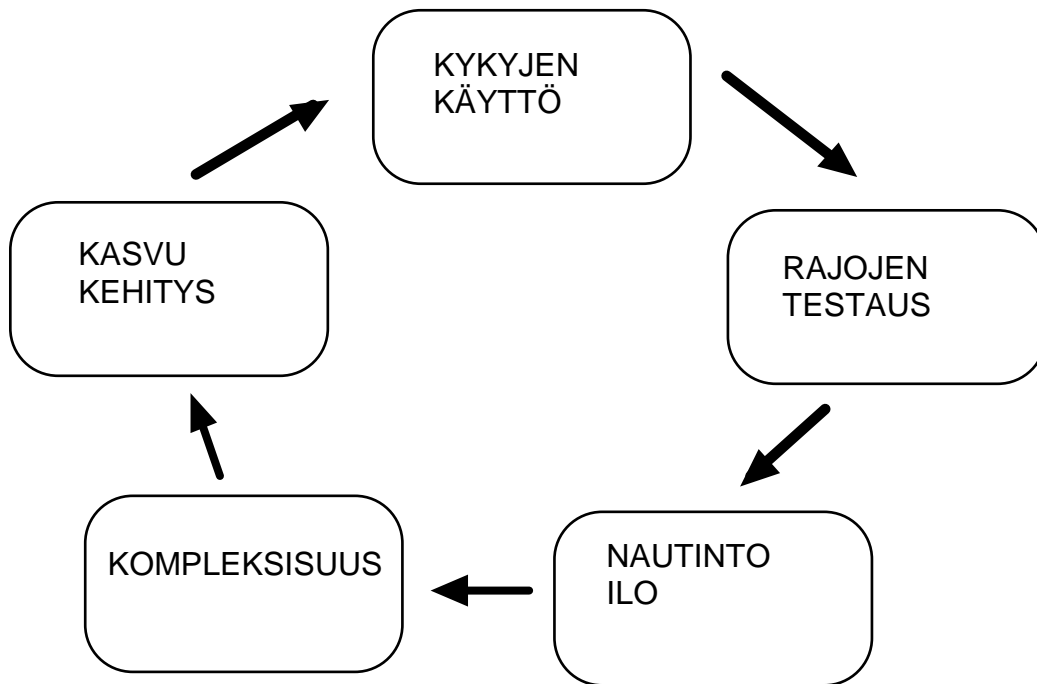 KYKYJEN
KÄYTTÖ
RAJOJEN
TESTAUS
NAUTINTO
ILO
KOMPLEKSISUUS
KASVU
KEHITYS